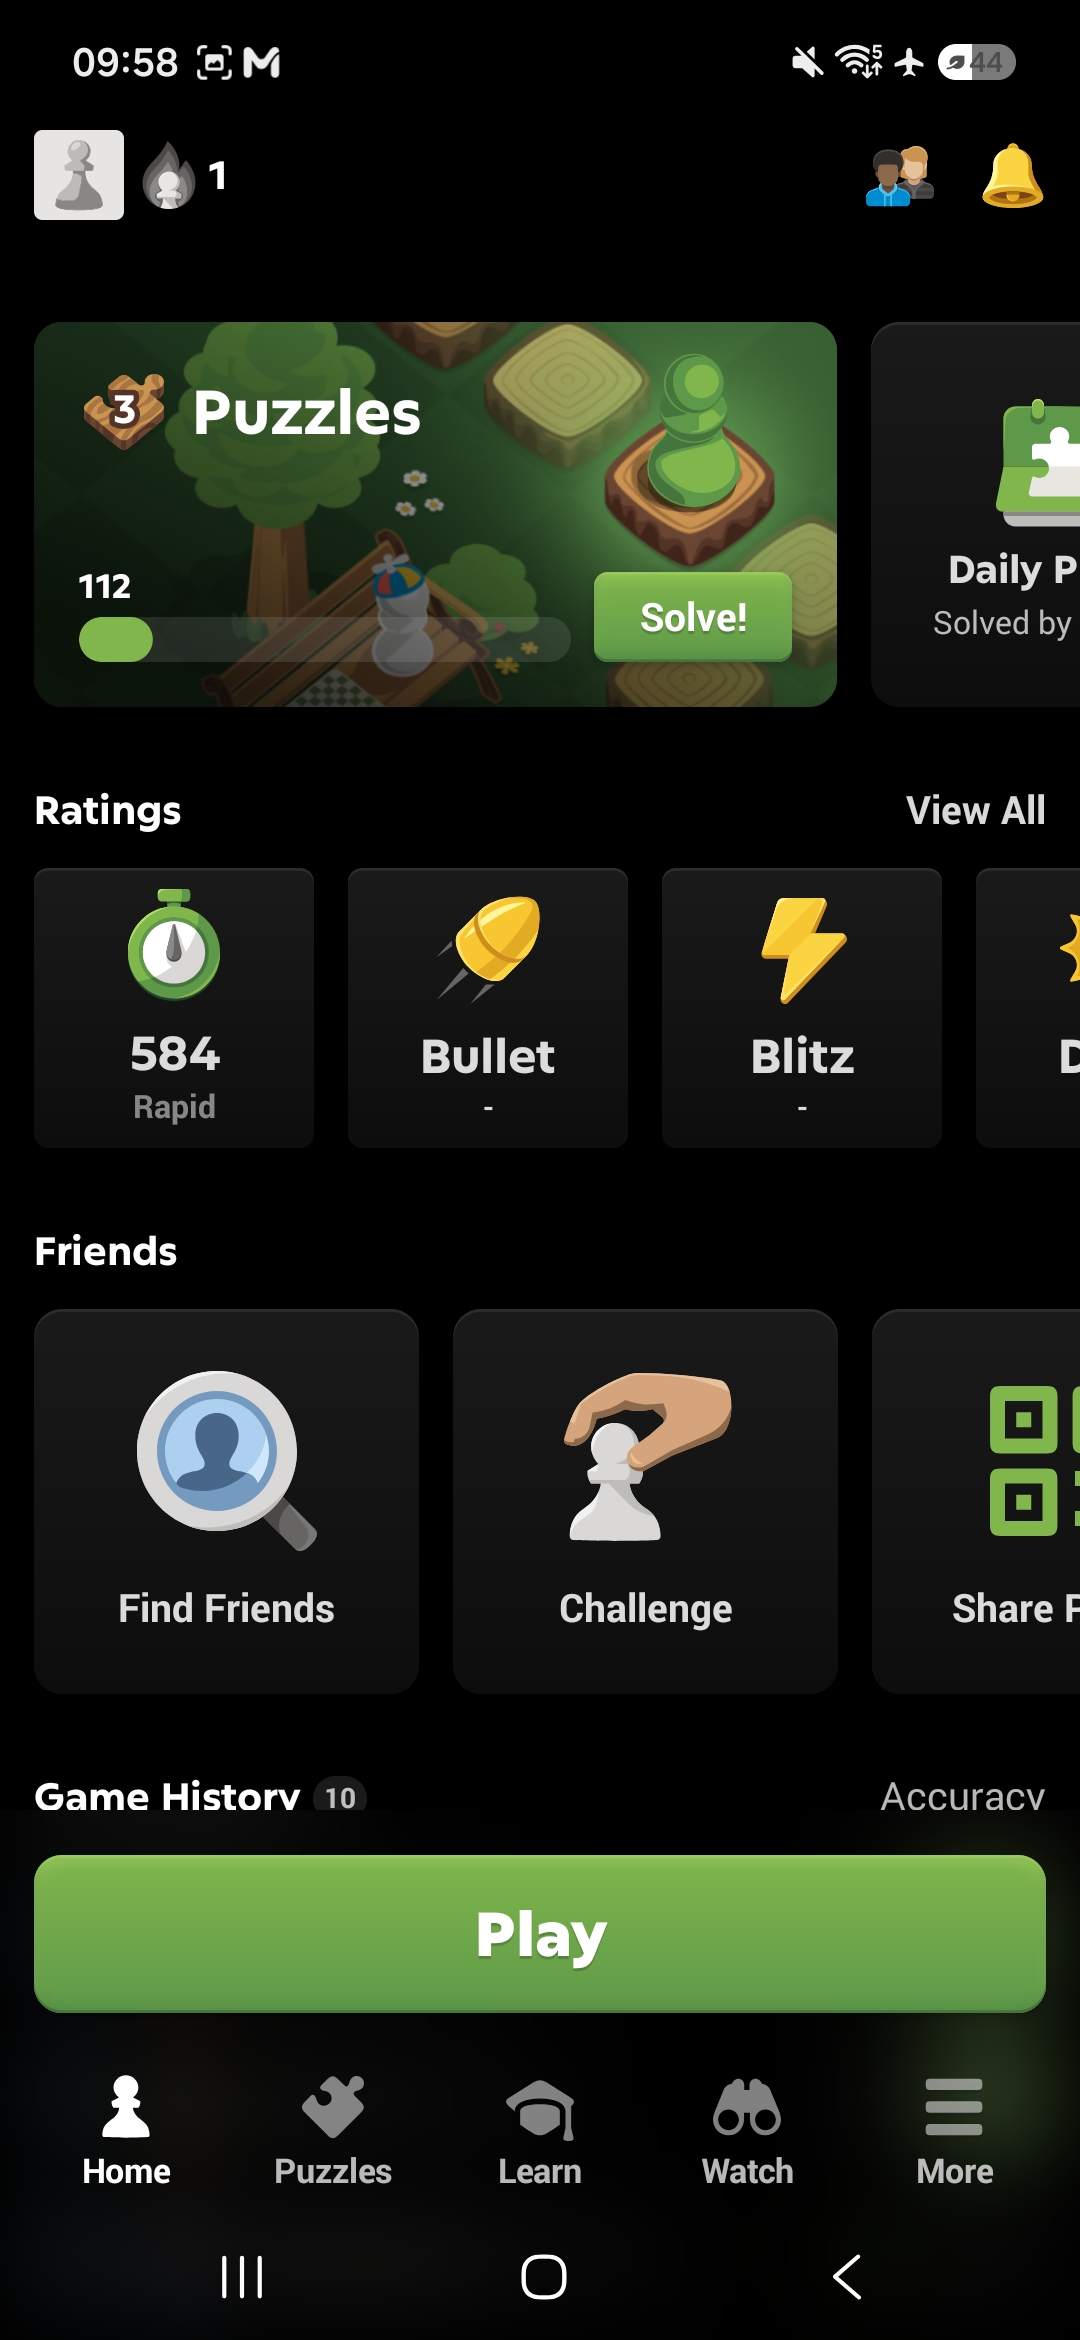 09:58
5
44
1
3 Puzzles
112
Solve!
Daily P
Solved by
Ratings
View All
584
Rapid
Bullet
-
Blitz
-
D
Friends
Find Friends
Challenge
Share P
Game History 10
Accuracy
Play
Home
Puzzles
Learn
Watch
More